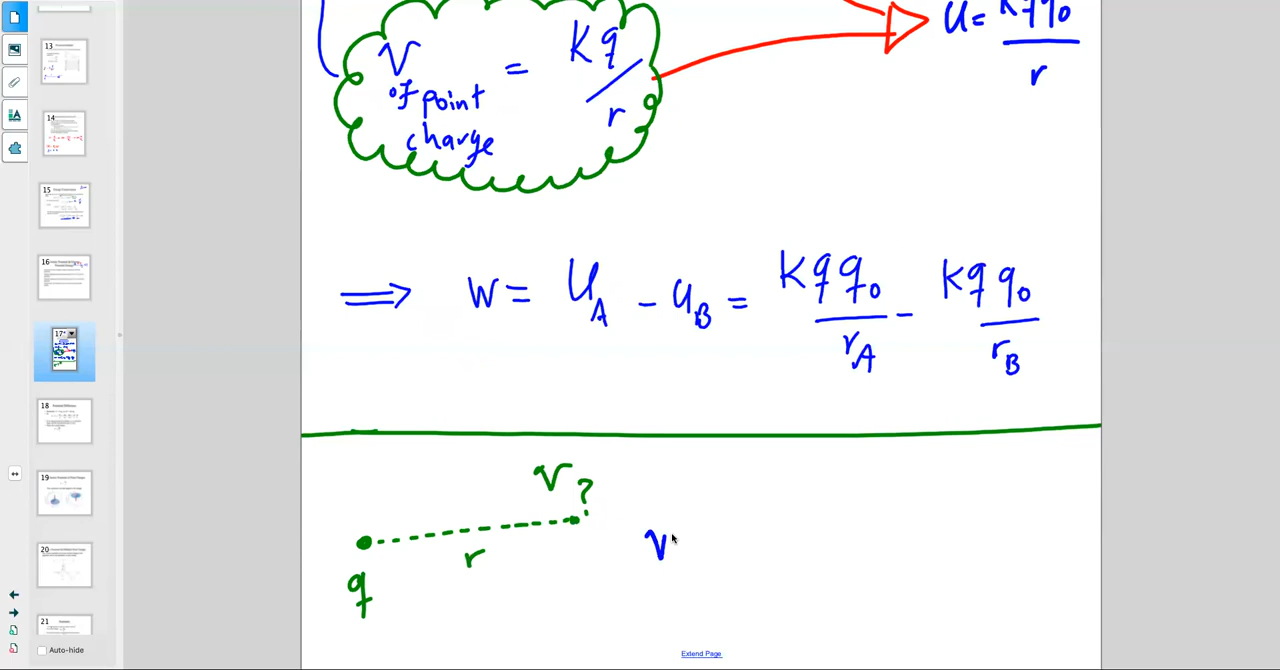 13
14
15
16
17*
18
19
20
21
Auto-hide
V of point charge = Kq / r
U = Kqq₀ / r
⟹ W = U_A - U_B = Kqq₀ / r_A - Kqq₀ / r_B
V ?
r
q
V
Extend Page